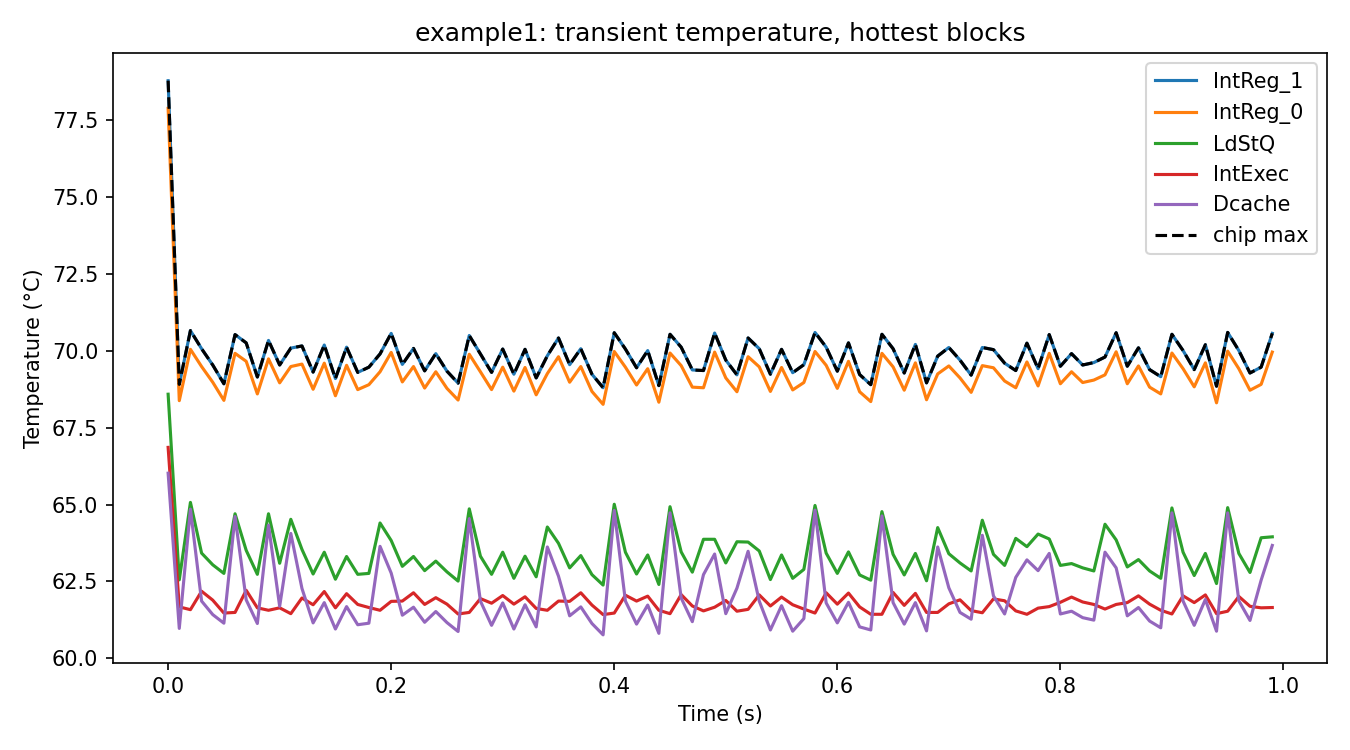 example1: transient temperature, hottest blocks
Temperature (°C)
77.5
75.0
72.5
70.0
67.5
65.0
62.5
60.0
0.0
0.2
0.4
0.6
0.8
1.0
Time (s)
IntReg_1
IntReg_0
LdStQ
IntExec
Dcache
chip max